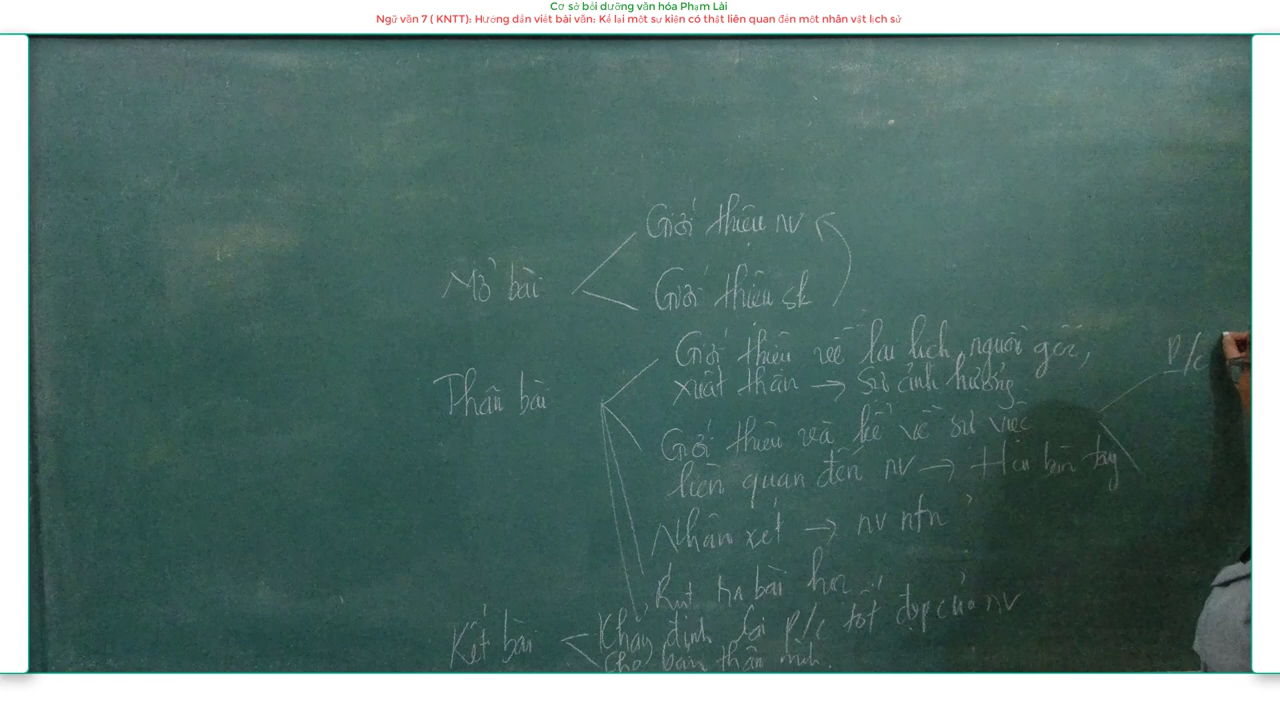 Cơ sở bồi dưỡng văn hóa Phạm Lài
Ngữ văn 7 ( KNTT): Hướng dẫn viết bài văn: Kể lại một sự kiện có thật liên quan đến một nhân vật lịch sử
Mở bài
Giới thiệu nv
Giới thiệu sk
Thân bài
Giới thiệu về lai lịch, nguồn gốc,
xuất thân → Sự ảnh hưởng
Giới thiệu và kể về sự việc
liên quan đến nv →
Nhận xét → nv ntn
Rút ra bài học
Kết bài
Khẳng định lại P/c tốt đẹp của nv
Cho bản thân mình.
P/c